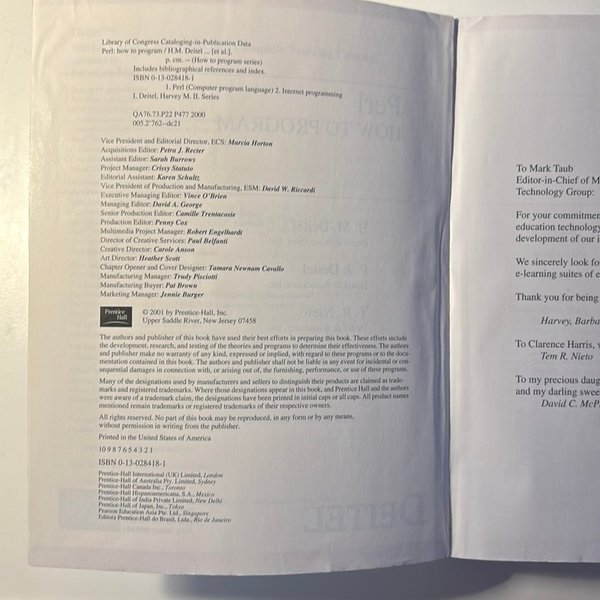 Library of Congress Cataloging-in-Publication Data
Perl: how to program / H.M. Deitel ... [et al.].
p. cm. -- (How to program series)
Includes bibliographical references and index.
ISBN 0-13-028418-1
1. Perl (Computer program language) 2. Internet programming
I. Deitel, Harvey M. II. Series
QA76.73.P22 P477 2000
005.2'762--dc21
Vice President and Editorial Director, ECS: Marcia Horton
Acquisitions Editor: Petra J. Recter
Assistant Editor: Sarah Burrows
Project Manager: Crissy Statuto
Editorial Assistant: Karen Schultz
Vice President of Production and Manufacturing, ESM: David W. Riccardi
Executive Managing Editor: Vince O'Brien
Managing Editor: David A. George
Senior Production Editor: Camille Trentacoste
Production Editor: Penny Cox
Multimedia Project Manager: Robert Engelhardt
Director of Creative Services: Paul Belfanti
Creative Director: Carole Anson
Art Director: Heather Scott
Chapter Opener and Cover Designer: Tamara Newnam Cavallo
Manufacturing Manager: Trudy Pisciotti
Manufacturing Buyer: Pat Brown
Marketing Manager: Jennie Burger
Prentice
Hall
© 2001 by Prentice-Hall, Inc.
Upper Saddle River, New Jersey 07458
The authors and publisher of this book have used their best efforts in preparing this book. These efforts include
the development, research, and testing of the theories and programs to determine their effectiveness. The authors
and publisher make no warranty of any kind, expressed or implied, with regard to these programs or to the docu-
mentation contained in this book. The authors and publisher shall not be liable in any event for incidental or con-
sequential damages in connection with, or arising out of, the furnishing, performance, or use of these programs.
Many of the designations used by manufacturers and sellers to distinguish their products are claimed as trade-
marks and registered trademarks. Where those designations appear in this book, and Prentice Hall and the authors
were aware of a trademark claim, the designations have been printed in initial caps or all caps. All product names
mentioned remain trademarks or registered trademarks of their respective owners.
All rights reserved. No part of this book may be reproduced, in any form or by any means,
without permission in writing from the publisher.
Printed in the United States of America
10 9 8 7 6 5 4 3 2 1
ISBN 0-13-028418-1
Prentice-Hall International (UK) Limited, London
Prentice-Hall of Australia Pty. Limited, Sydney
Prentice-Hall Canada Inc., Toronto
Prentice-Hall Hispanoamericana, S.A., Mexico
Prentice-Hall of India Private Limited, New Delhi
Prentice-Hall of Japan, Inc., Tokyo
Pearson Education Asia Pte. Ltd., Singapore
Editora Prentice-Hall do Brasil, Ltda., Rio de Janeiro
To Mark Taub
Editor-in-Chief of M
Technology Group:
For your commitmen
education technology
development of our i
We sincerely look fo
e-learning suites of e
Thank you for being
Harvey, Barba
To Clarence Harris,
Tem R. Nieto
To my precious daug
and my darling swee
David C. McP